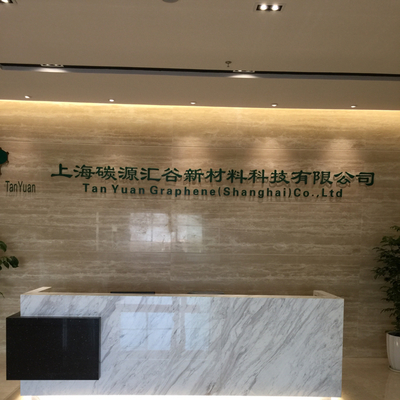 上海碳源汇谷新材料科技有限公司
TanYuan
Tan Yuan Graphene(Shanghai)Co.,Ltd